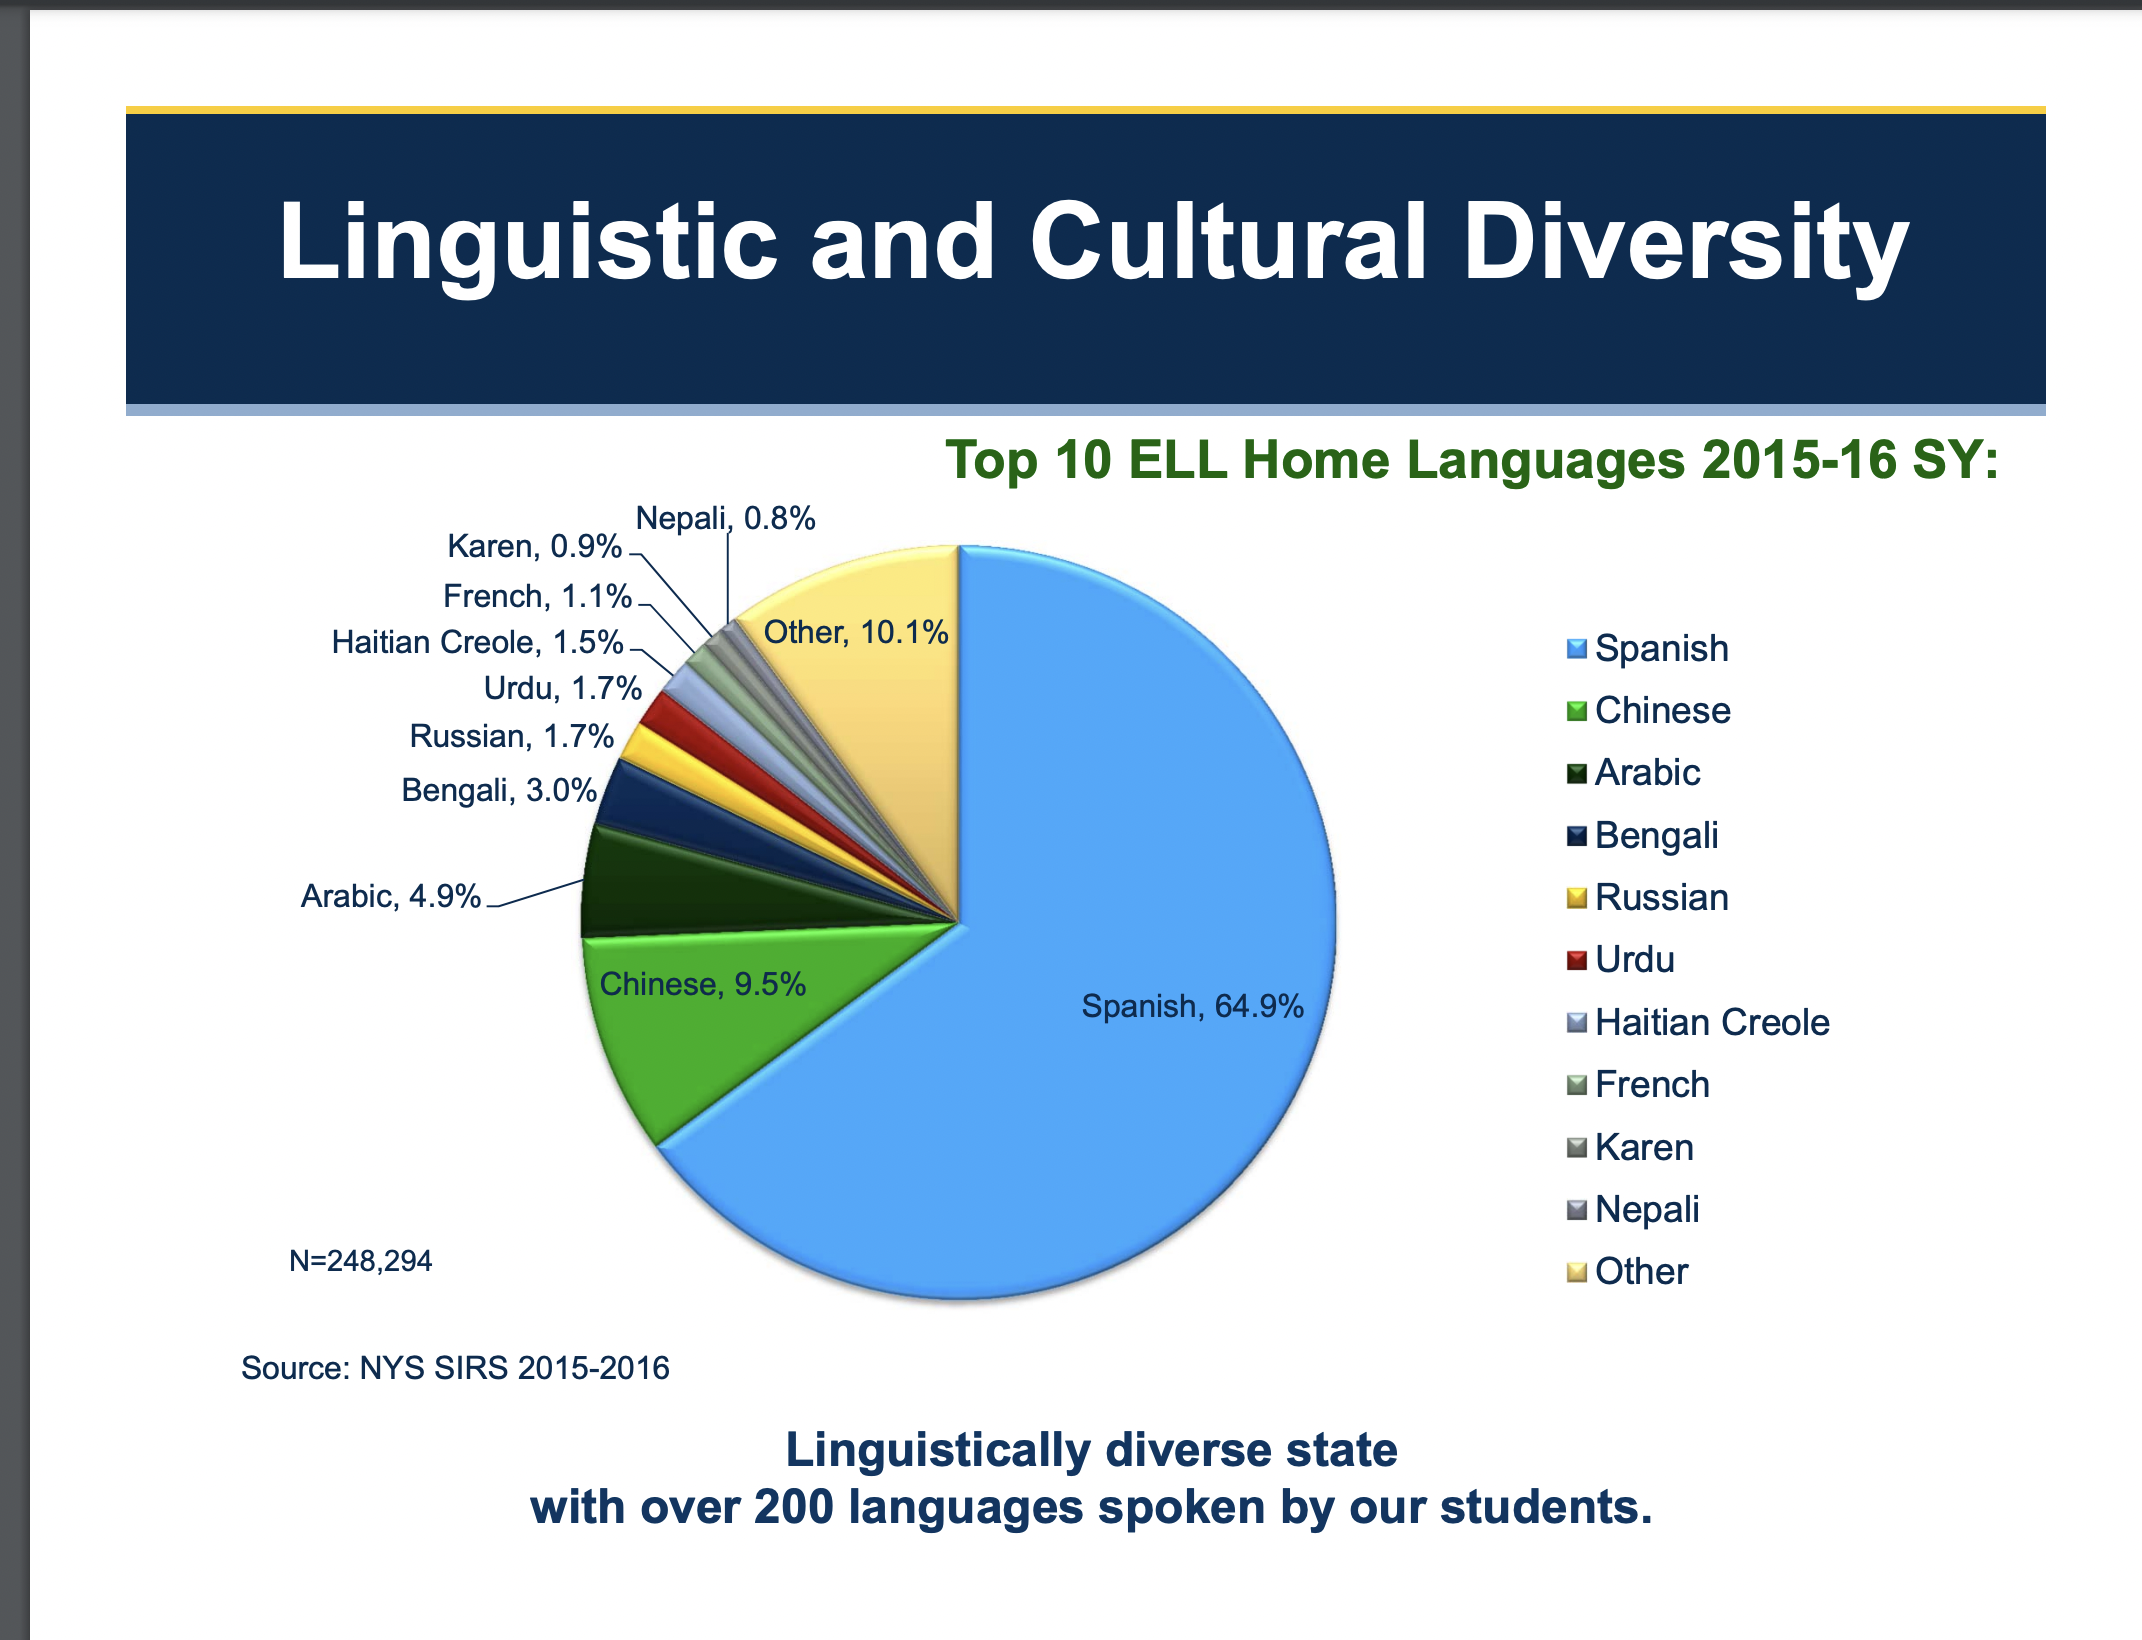 Linguistic and Cultural Diversity
Top 10 ELL Home Languages 2015-16 SY:
Nepali, 0.8%
Karen, 0.9%
French, 1.1%
Haitian Creole, 1.5%
Urdu, 1.7%
Russian, 1.7%
Bengali, 3.0%
Arabic, 4.9%
Chinese, 9.5%
Other, 10.1%
Spanish, 64.9%
Spanish
Chinese
Arabic
Bengali
Russian
Urdu
Haitian Creole
French
Karen
Nepali
Other
N=248,294
Source: NYS SIRS 2015-2016
Linguistically diverse state
with over 200 languages spoken by our students.